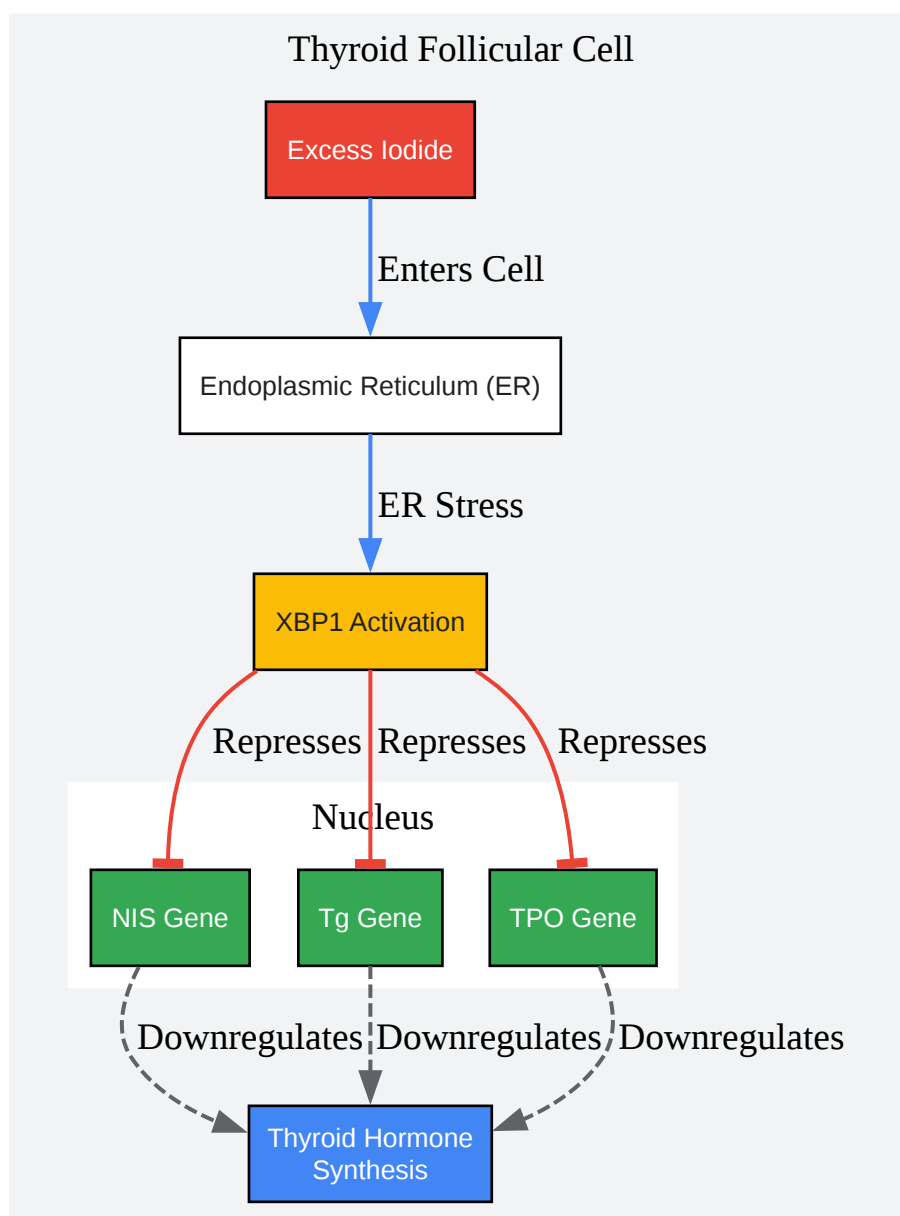 Thyroid Follicular Cell
Excess Iodide
Enters Cell
Endoplasmic Reticulum (ER)
ER Stress
XBP1 Activation
Represses
Represses
Represses
Nucleus
NIS Gene
Tg Gene
TPO Gene
Downregulates
Downregulates
Downregulates
Thyroid Hormone
Synthesis